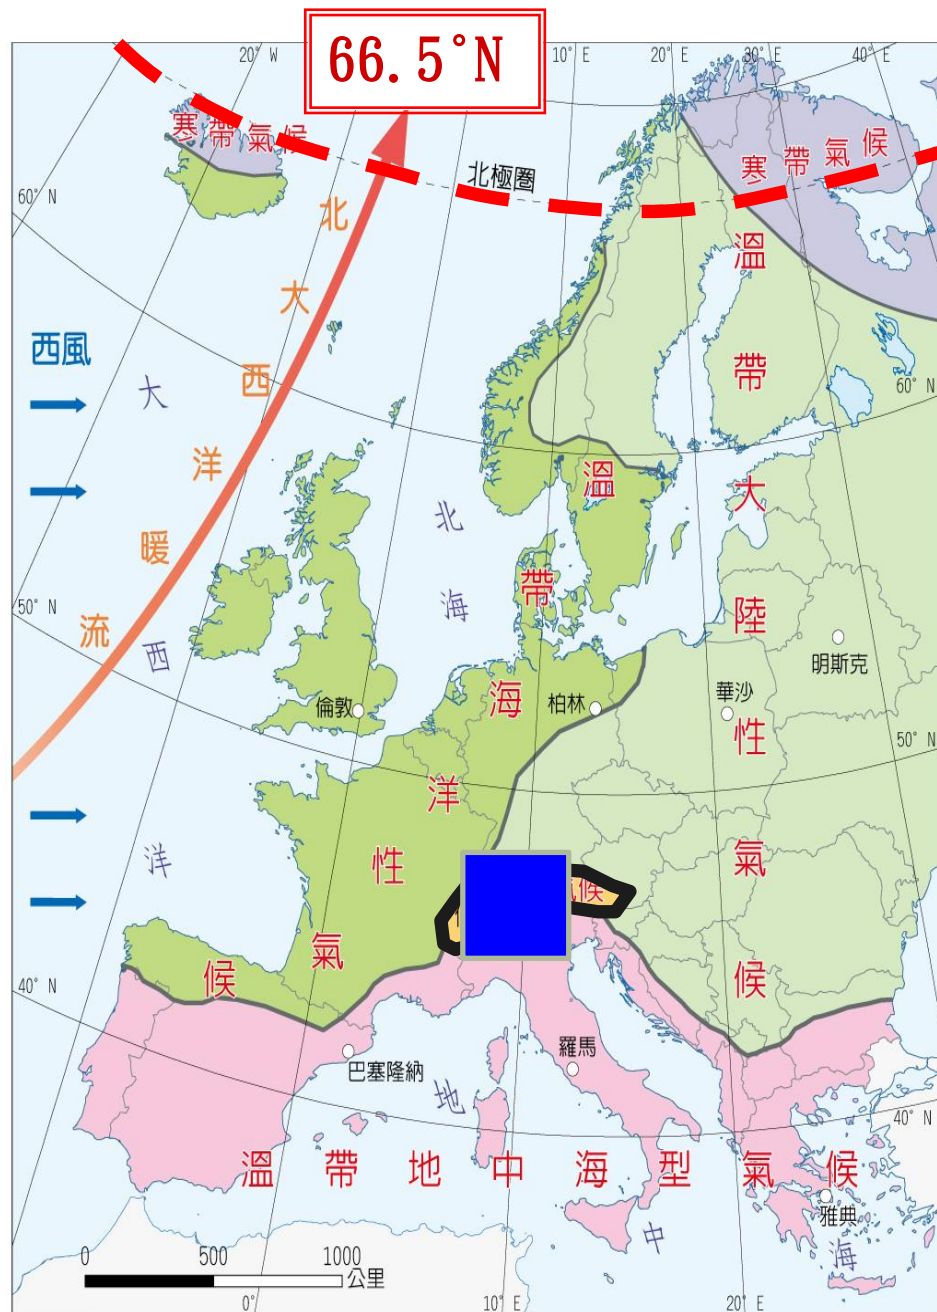 66.5°N
20° W
10° E
20° E
30° E
40° E
寒帶氣候
北極圈
寒帶氣候
60° N
西風
北大西洋暖流
大西洋
北海
60° N
50° N
50° N
溫帶大陸性氣候
溫帶海洋性氣候
倫敦
柏林
華沙
明斯克
氣候
40° N
巴塞隆納
羅馬
雅典
地中海
40° N
溫帶地中海型氣候
0
500
1000
公里
0°
10° E
20° E